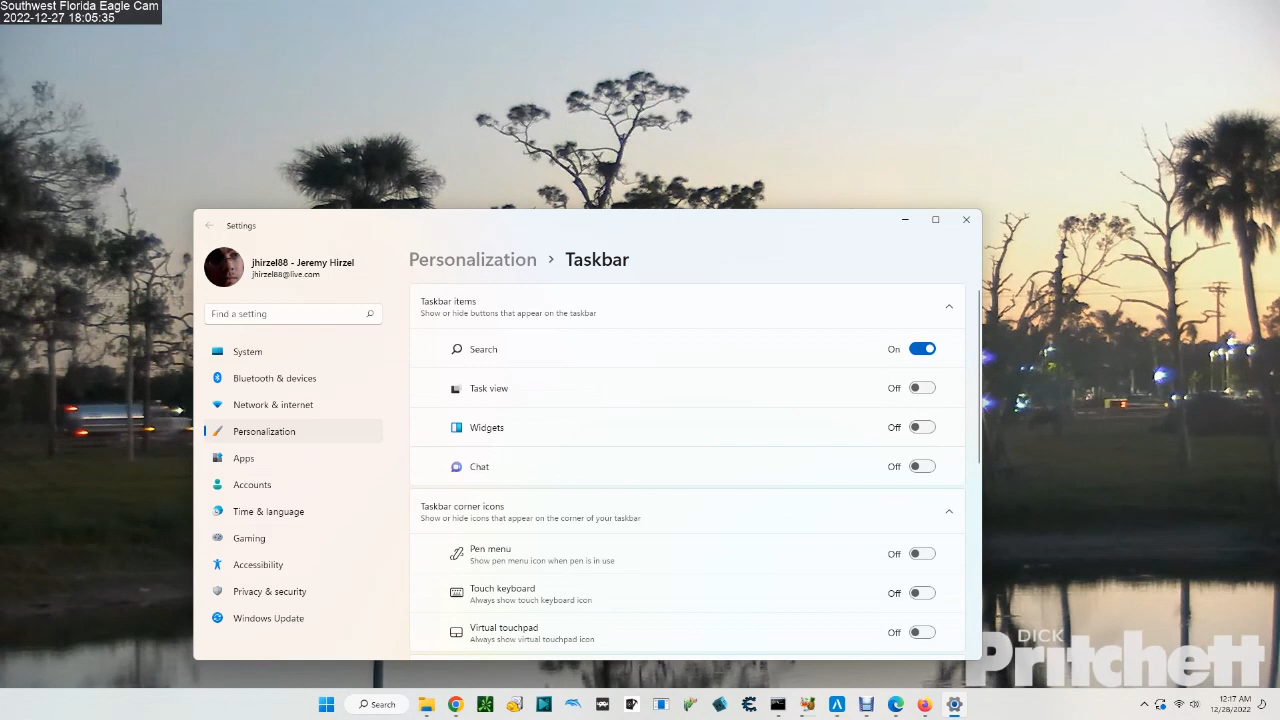 Southwest Florida Eagle Cam
2022-12-27 18:05:35
Settings
jhirzel88 - Jeremy Hirzel
jhirzel88@live.com
Find a setting
System
Bluetooth & devices
Network & internet
Personalization
Apps
Accounts
Time & language
Gaming
Accessibility
Privacy & security
Windows Update
Personalization > Taskbar
Taskbar items
Show or hide buttons that appear on the taskbar
Search On
Task view Off
Widgets Off
Chat Off
Taskbar corner icons
Show or hide icons that appear on the corner of your taskbar
Pen menu
Show pen menu icon when pen is in use
Off
Touch keyboard
Always show touch keyboard icon
Off
Virtual touchpad
Always show virtual touchpad icon
Off
DICK
Pritchett
Search
12:17 AM
12/28/2022